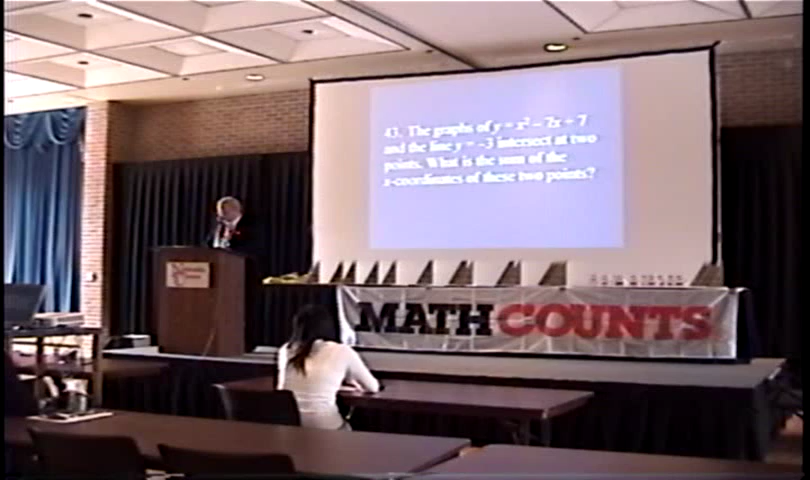 43. The graphs of y = x² – 7x + 7
and the line y = –3 intersect at two
points. What is the sum of the
x-coordinates of these two points?
MATHCOUNTS